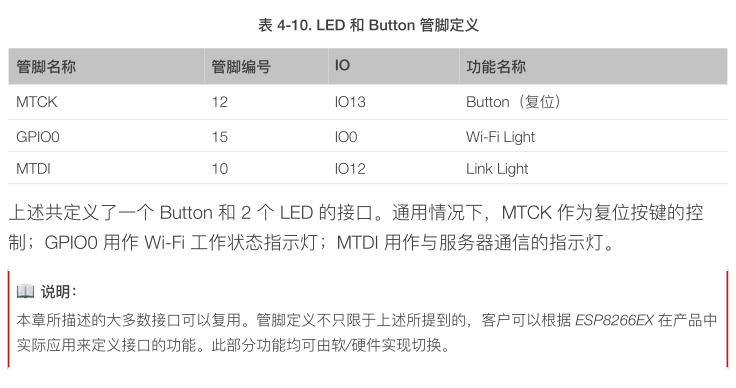 表 4-10. LED 和 Button 管脚定义
管脚名称 管脚编号 IO 功能名称
MTCK 12 IO13 Button（复位）
GPIO0 15 IO0 Wi-Fi Light
MTDI 10 IO12 Link Light
上述共定义了一个 Button 和 2 个 LED 的接口。通用情况下，MTCK 作为复位按键的控
制；GPIO0 用作 Wi-Fi 工作状态指示灯；MTDI 用作与服务器通信的指示灯。
说明：
本章所描述的大多数接口可以复用。管脚定义不只限于上述所提到的，客户可以根据 ESP8266EX 在产品中
实际应用来定义接口的功能。此部分功能均可由软/硬件实现切换。